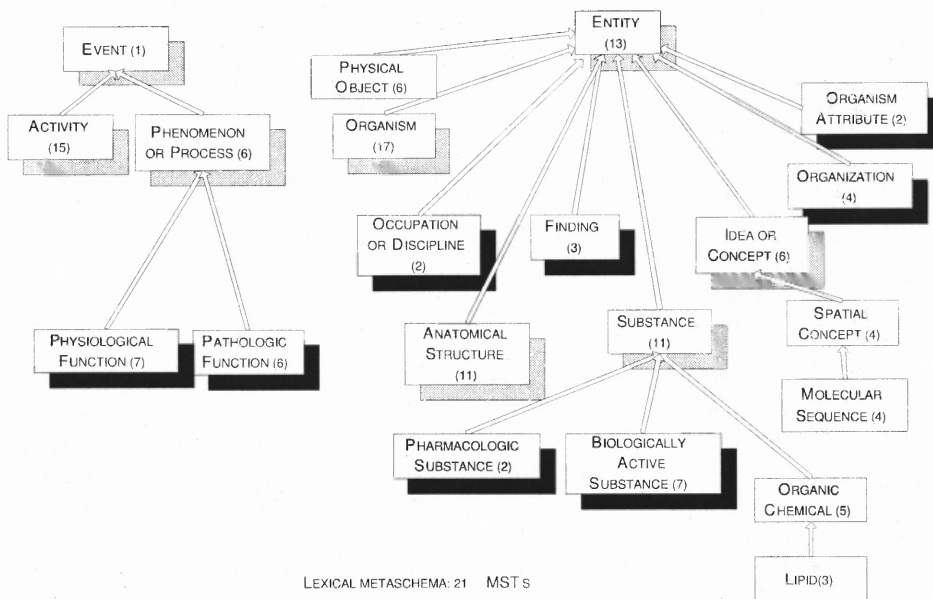 EVENT (1)
ACTIVITY
(15)
PHENOMENON
OR PROCESS (6)
PHYSIOLOGICAL
FUNCTION (7)
PATHOLOGIC
FUNCTION (6)
ENTITY
(13)
PHYSICAL
OBJECT (6)
ORGANISM
(17)
ORGANISM
ATTRIBUTE (2)
ORGANIZATION
(4)
OCCUPATION
OR DISCIPLINE
(2)
FINDING
(3)
IDEA OR
CONCEPT (6)
ANATOMICAL
STRUCTURE
(11)
SUBSTANCE
(11)
SPATIAL
CONCEPT (4)
MOLECULAR
SEQUENCE (4)
PHARMACOLOGIC
SUBSTANCE (2)
BIOLOGICALLY
ACTIVE
SUBSTANCE (7)
ORGANIC
CHEMICAL (5)
LIPID(3)
LEXICAL METASCHEMA: 21 MSTS